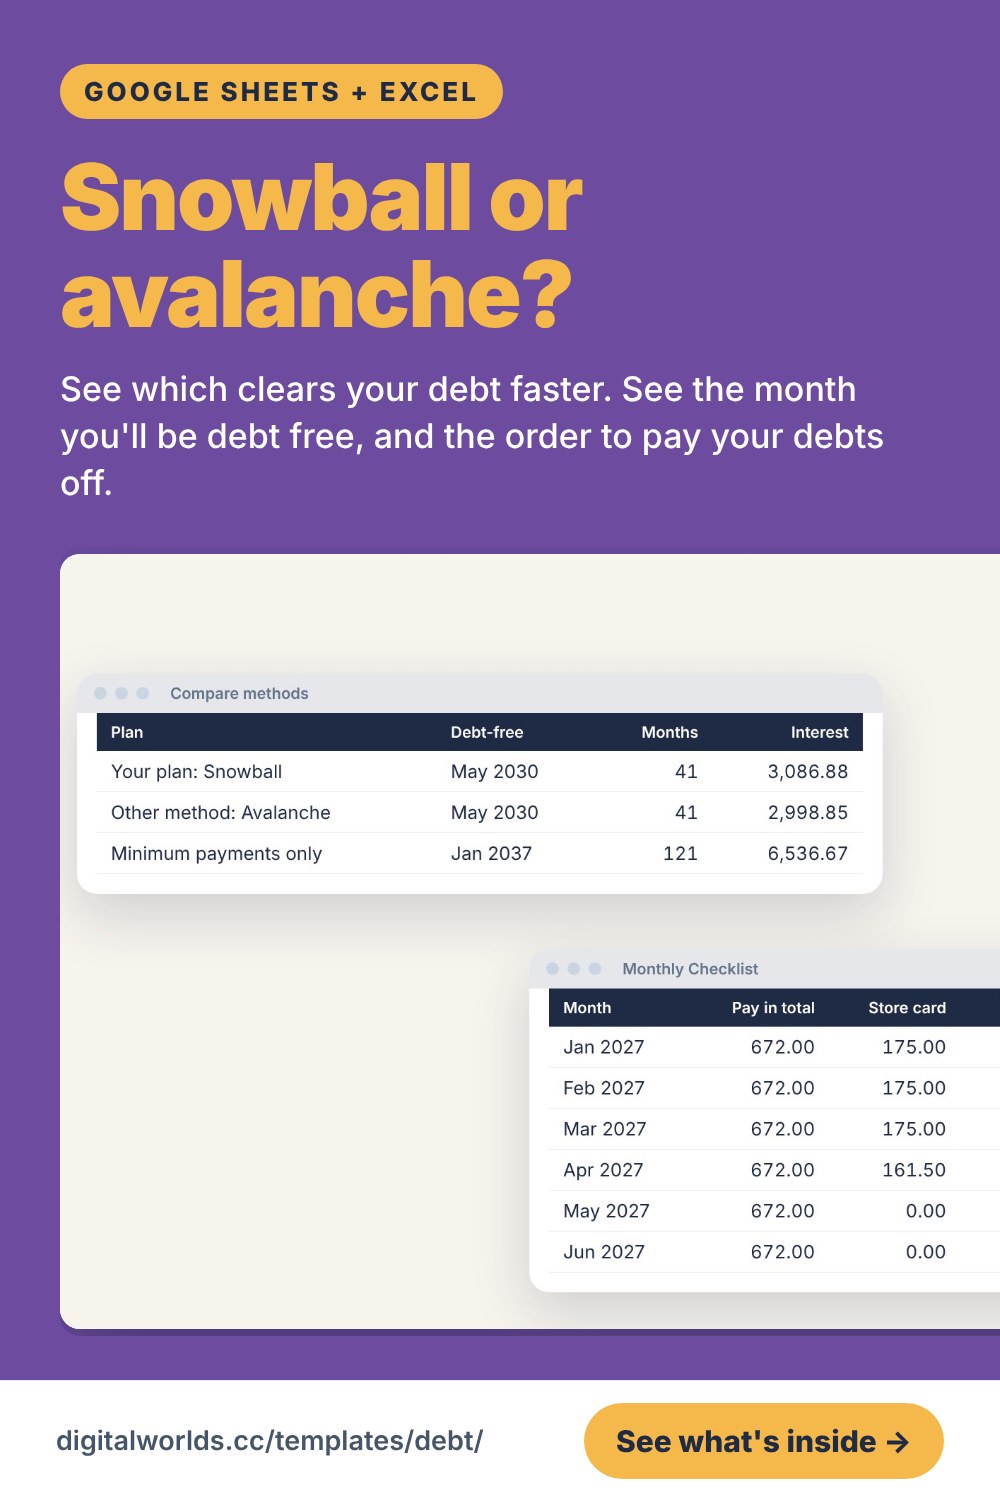 GOOGLE SHEETS + EXCEL
Snowball or
avalanche?
See which clears your debt faster. See the month
you'll be debt free, and the order to pay your debts
off.
Compare methods
Plan Debt-free Months Interest
Your plan: Snowball May 2030 41 3,086.88
Other method: Avalanche May 2030 41 2,998.85
Minimum payments only Jan 2037 121 6,536.67
Monthly Checklist
Month Pay in total Store card
Jan 2027 672.00 175.00
Feb 2027 672.00 175.00
Mar 2027 672.00 175.00
Apr 2027 672.00 161.50
May 2027 672.00 0.00
Jun 2027 672.00 0.00
digitalworlds.cc/templates/debt/
See what's inside →